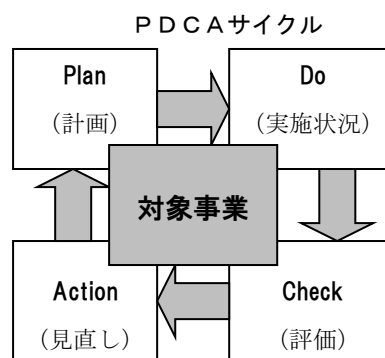 ＰＤＣＡサイクル
Plan
（計画）
Do
（実施状況）
対象事業
Action
（見直し）
Check
（評価）